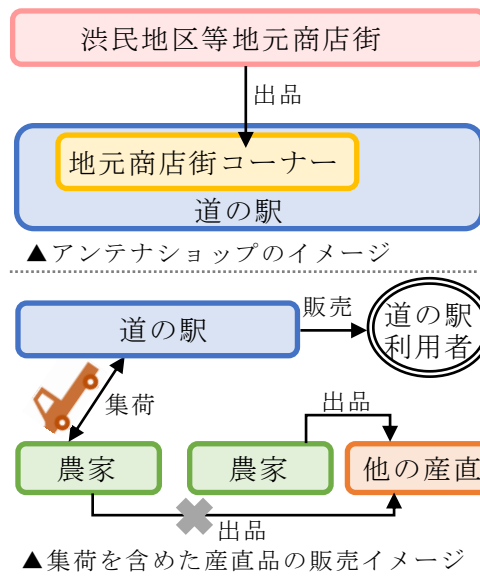 渋民地区等地元商店街
出品
地元商店街コーナー
道の駅
▲アンテナショップのイメージ
道の駅
販売
道の駅
利用者
集荷
出品
農家
農家
他の産直
出品
▲集荷を含めた産直品の販売イメージ